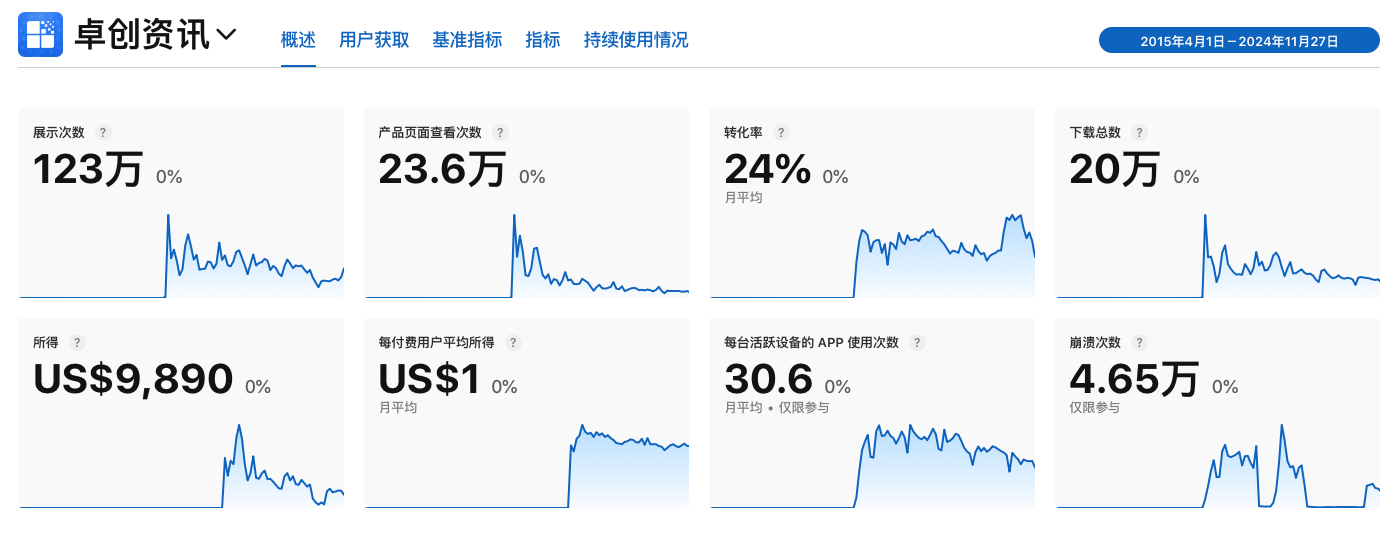 卓创资讯
概述 用户获取 基准指标 指标 持续使用情况
2015年4月1日－2024年11月27日
展示次数 ?
123万 0%
产品页面查看次数 ?
23.6万 0%
转化率 ?
24% 0%
月平均
下载总数 ?
20万 0%
所得 ?
US$9,890 0%
每付费用户平均所得 ?
US$1 0%
月平均
每台活跃设备的 APP 使用次数 ?
30.6 0%
月平均 • 仅限参与
崩溃次数 ?
4.65万 0%
仅限参与